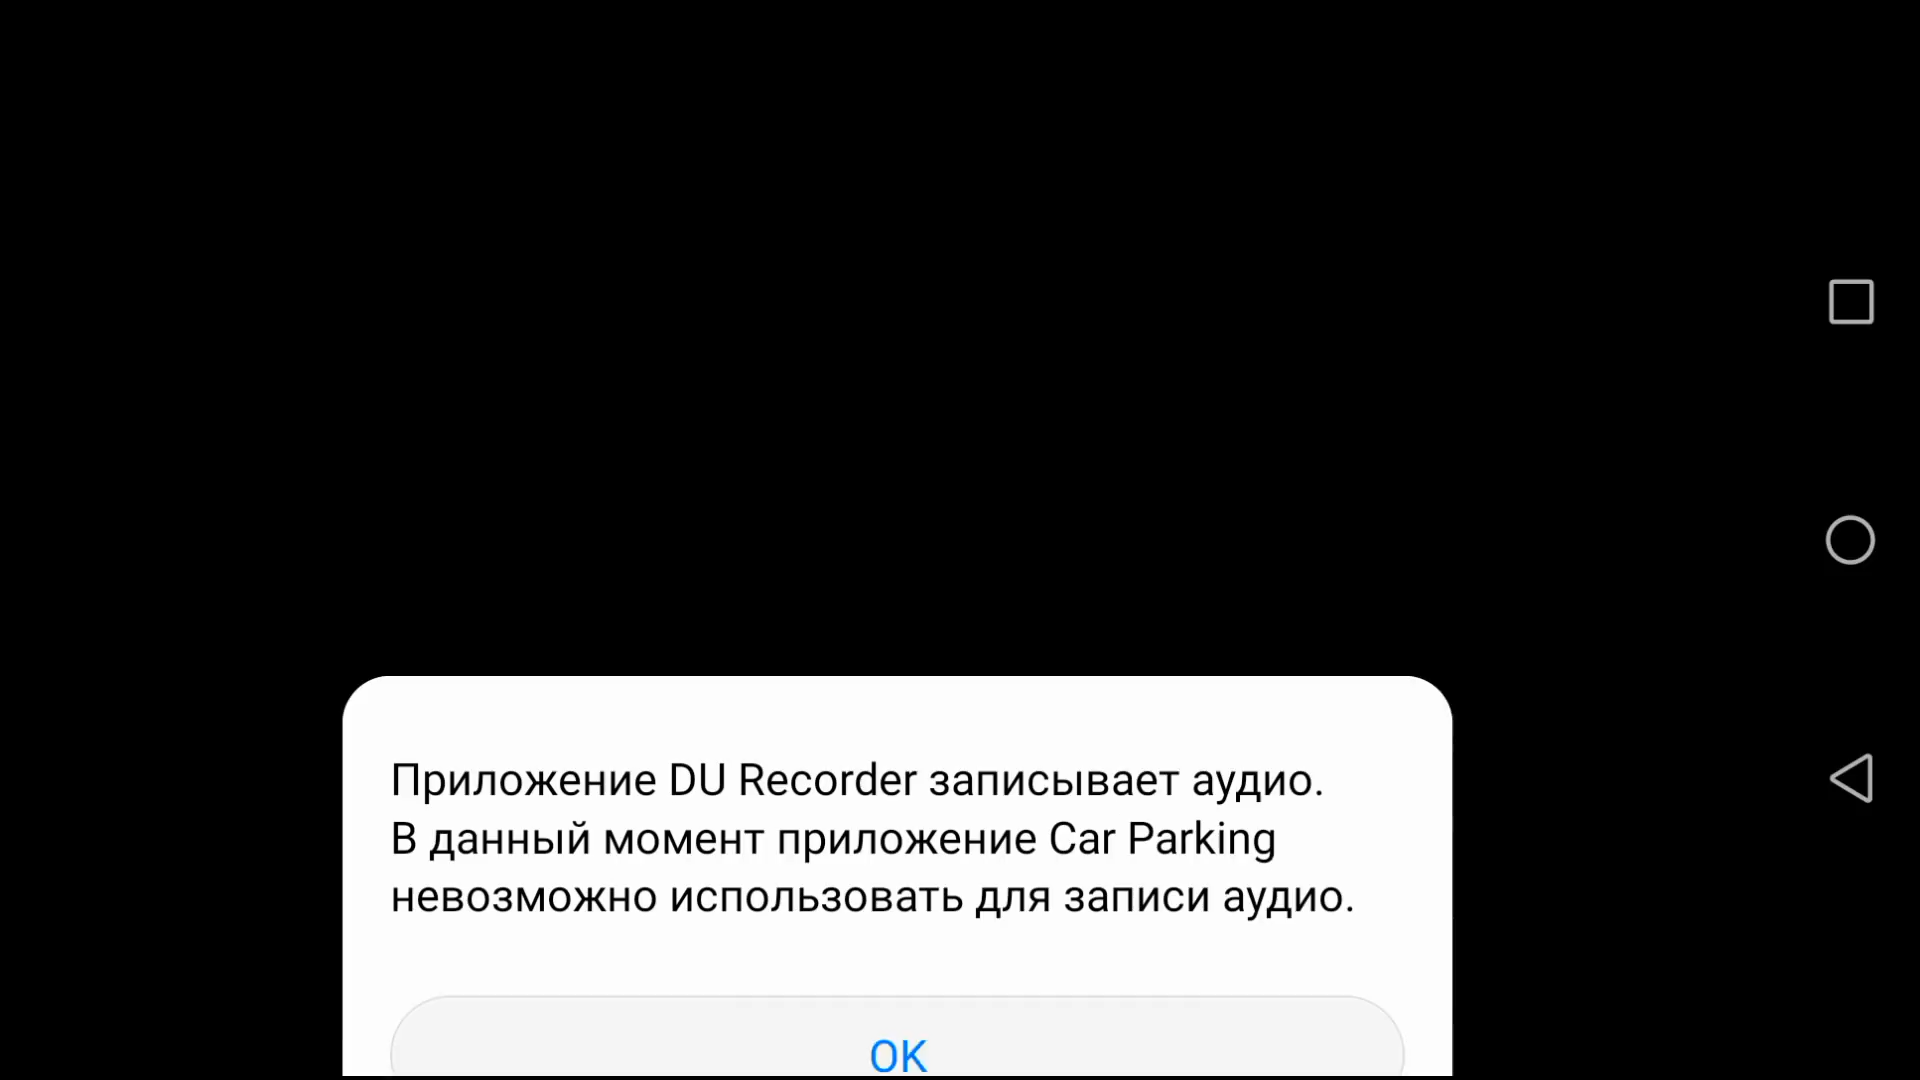 Приложение DU Recorder записывает аудио.
В данный момент приложение Car Parking
невозможно использовать для записи аудио.
OK